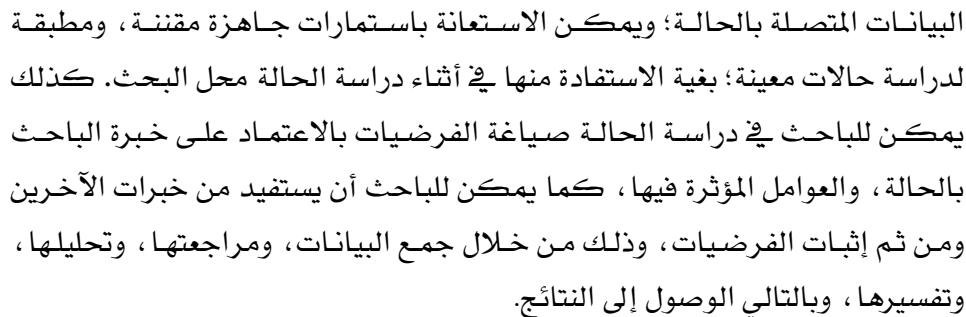 البيانات المتصلة بالحالة؛ ويمكن الاستعانة باستمارات جاهزة مقننة، ومطبقة
لدراسة حالات معينة؛ بغية الاستفادة منها في أثناء دراسة الحالة محل البحث. كذلك
يمكن للباحث في دراسة الحالة صياغة الفرضيات بالاعتماد على خبرة الباحث
بالحالة، والعوامل المؤثرة فيها، كما يمكن للباحث أن يستفيد من خبرات الآخرين
ومن ثم إثبات الفرضيات، وذلك من خلال جمع البيانات، ومراجعتها، وتحليلها،
وتفسيرها، وبالتالي الوصول إلى النتائج.